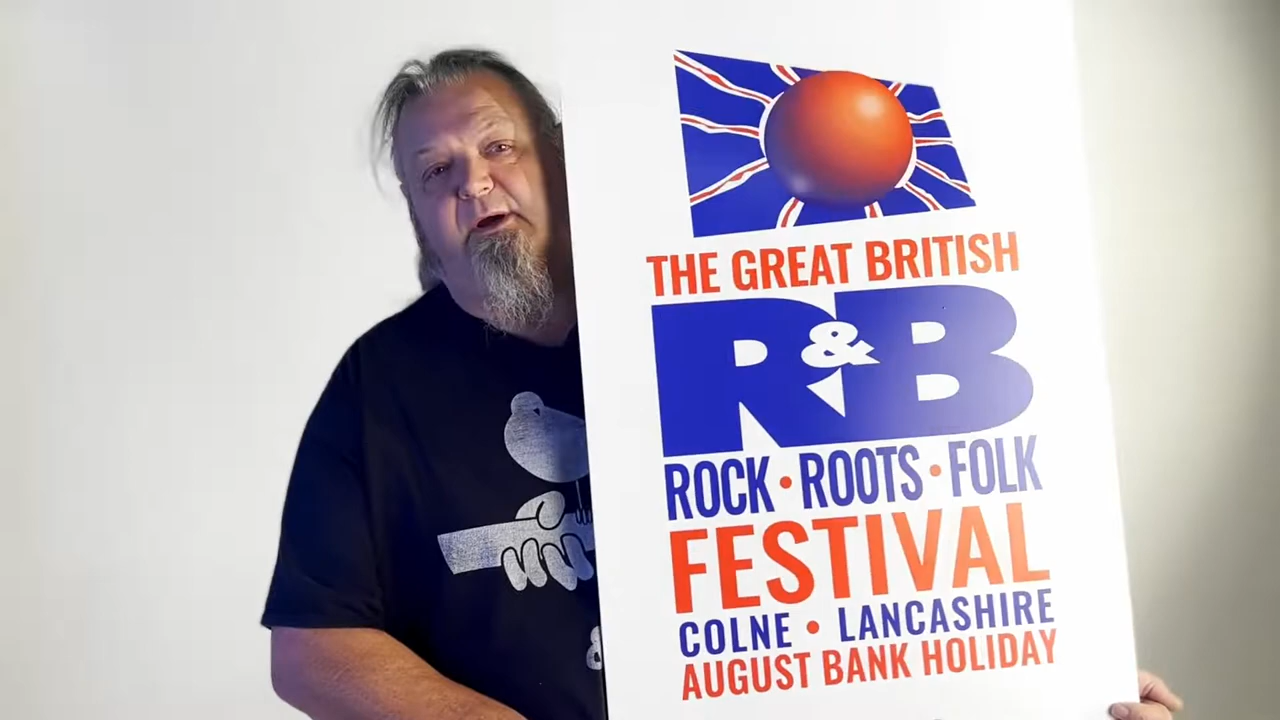 THE GREAT BRITISH
R&B
ROCK • ROOTS • FOLK
FESTIVAL
COLNE • LANCASHIRE
AUGUST BANK HOLIDAY
&